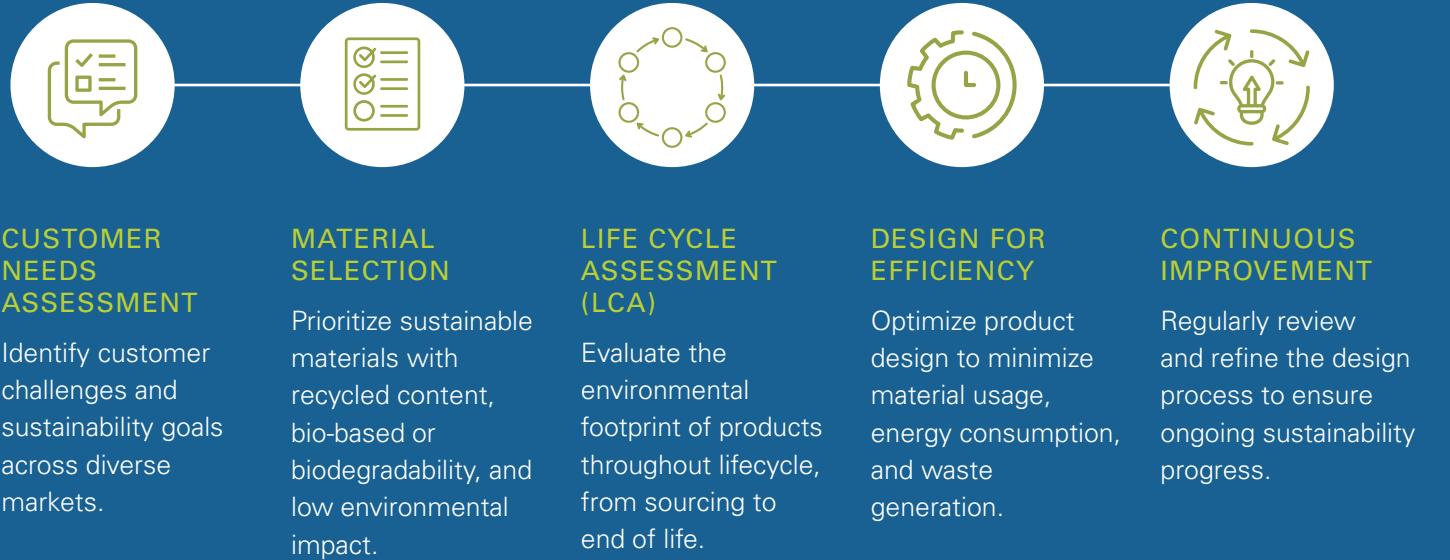 CUSTOMER
NEEDS
ASSESSMENT
Identify customer
challenges and
sustainability goals
across diverse
markets.
MATERIAL
SELECTION
Prioritize sustainable
materials with
recycled content,
bio-based or
biodegradability, and
low environmental
impact.
LIFE CYCLE
ASSESSMENT
(LCA)
Evaluate the
environmental
footprint of products
throughout lifecycle,
from sourcing to
end of life.
DESIGN FOR
EFFICIENCY
Optimize product
design to minimize
material usage,
energy consumption,
and waste
generation.
CONTINUOUS
IMPROVEMENT
Regularly review
and refine the design
process to ensure
ongoing sustainability
progress.